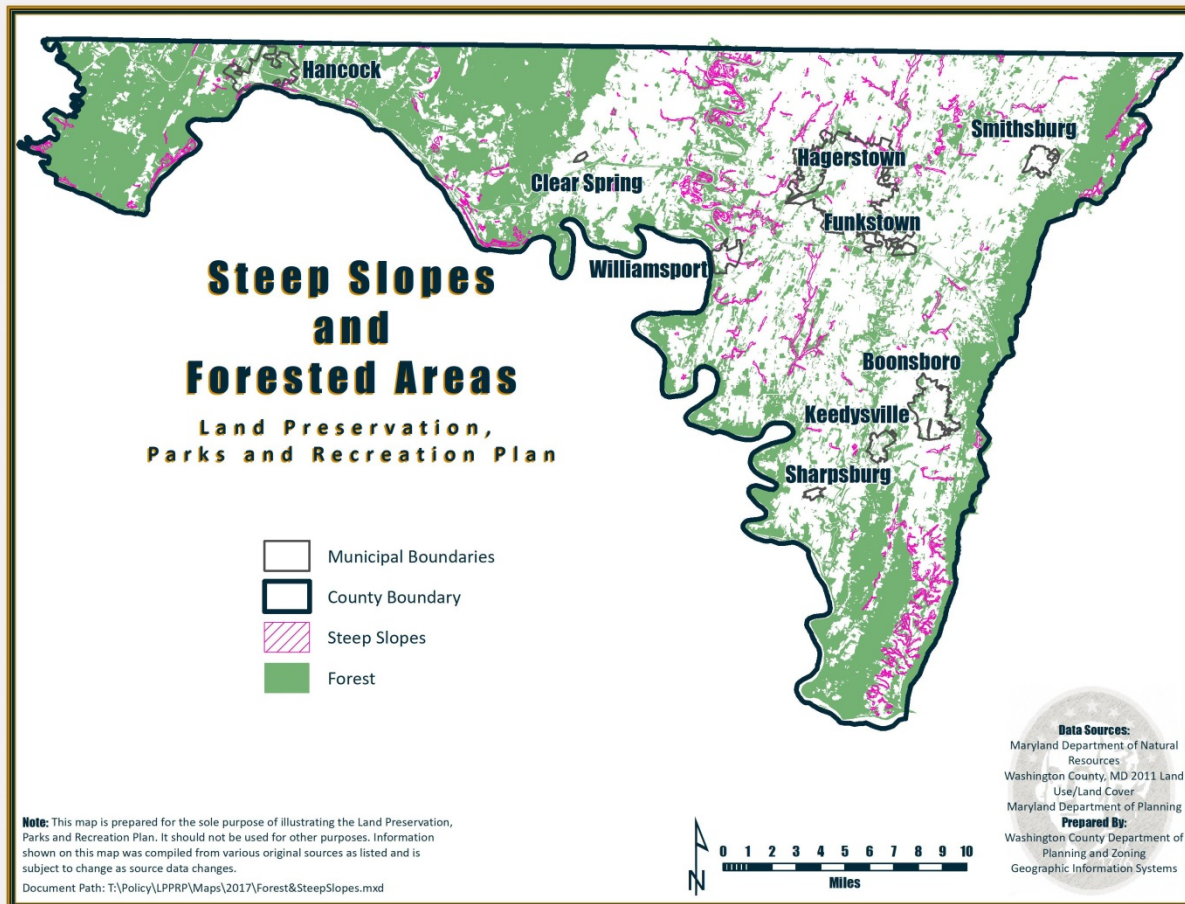 Hancock
Smithsburg
Hagerstown
Clear Spring
Funkstown
Williamsport
Steep Slopes
and
Forested Areas
Land Preservation,
Parks and Recreation Plan
Boonsboro
Keedysville
Sharpsburg
Municipal Boundaries
County Boundary
Steep Slopes
Forest
Data Sources:
Maryland Department of Natural
Resources
Washington County, MD 2011 Land
Use/Land Cover
Maryland Department of Planning
Prepared By:
Washington County Department of
Planning and Zoning
Geographic Information Systems
Note: This map is prepared for the sole purpose of illustrating the Land Preservation,
Parks and Recreation Plan. It should not be used for other purposes. Information
shown on this map was compiled from various original sources as listed and is
subject to change as source data changes.
Document Path: T:\Policy\LPPRP\Maps\2017\Forest&SteepSlopes.mxd
N
0 1 2 3 4 5 6 7 8 9 10
Miles